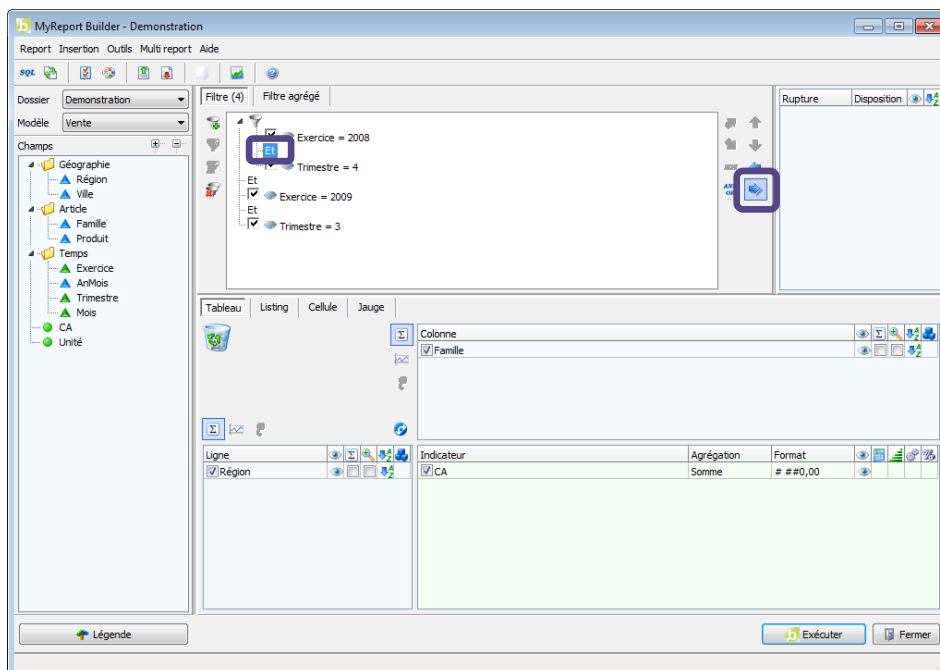 MyReport Builder - Demonstration
Report Insertion Outils Multi report Aide
SQL
Dossier Demonstration
Modèle Vente
Champs
Géographie
Région
Ville
Article
Famille
Produit
Temps
Exercice
AnMois
Trimestre
Mois
CA
Unité
Filtre (4) Filtre agrégé
Exercice = 2008
Et
Trimestre = 4
Et
Exercice = 2009
Et
Trimestre = 3
Rupture Disposition
Tableau Listing Cellule Jauge
Colonne
Famille
Ligne
Région
Indicateur Agrégation Format
CA Somme # ##0,00
Légende
Exécuter Fermer